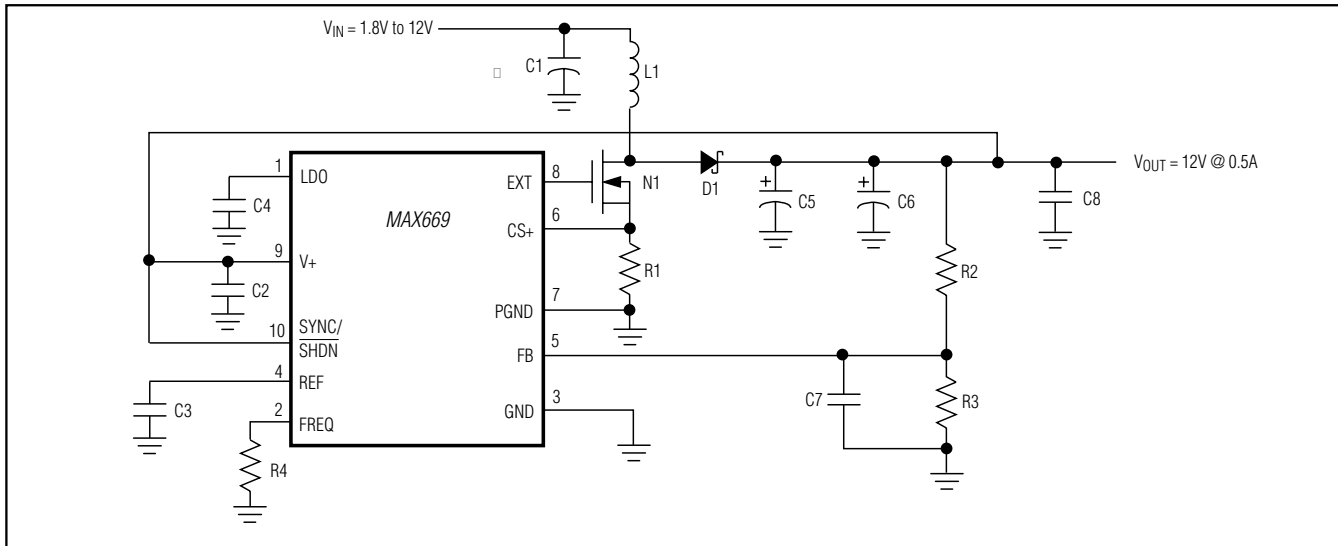 V_IN = 1.8V to 12V
C1
L1
1
LDO
C4
MAX669
EXT
8
N1
D1
C5
C6
C8
V_OUT = 12V @ 0.5A
CS+
6
R1
R2
9
V+
C2
PGND
7
10
SYNC/
SHDN
FB
5
4
REF
C3
2
FREQ
R4
GND
3
C7
R3
+
+